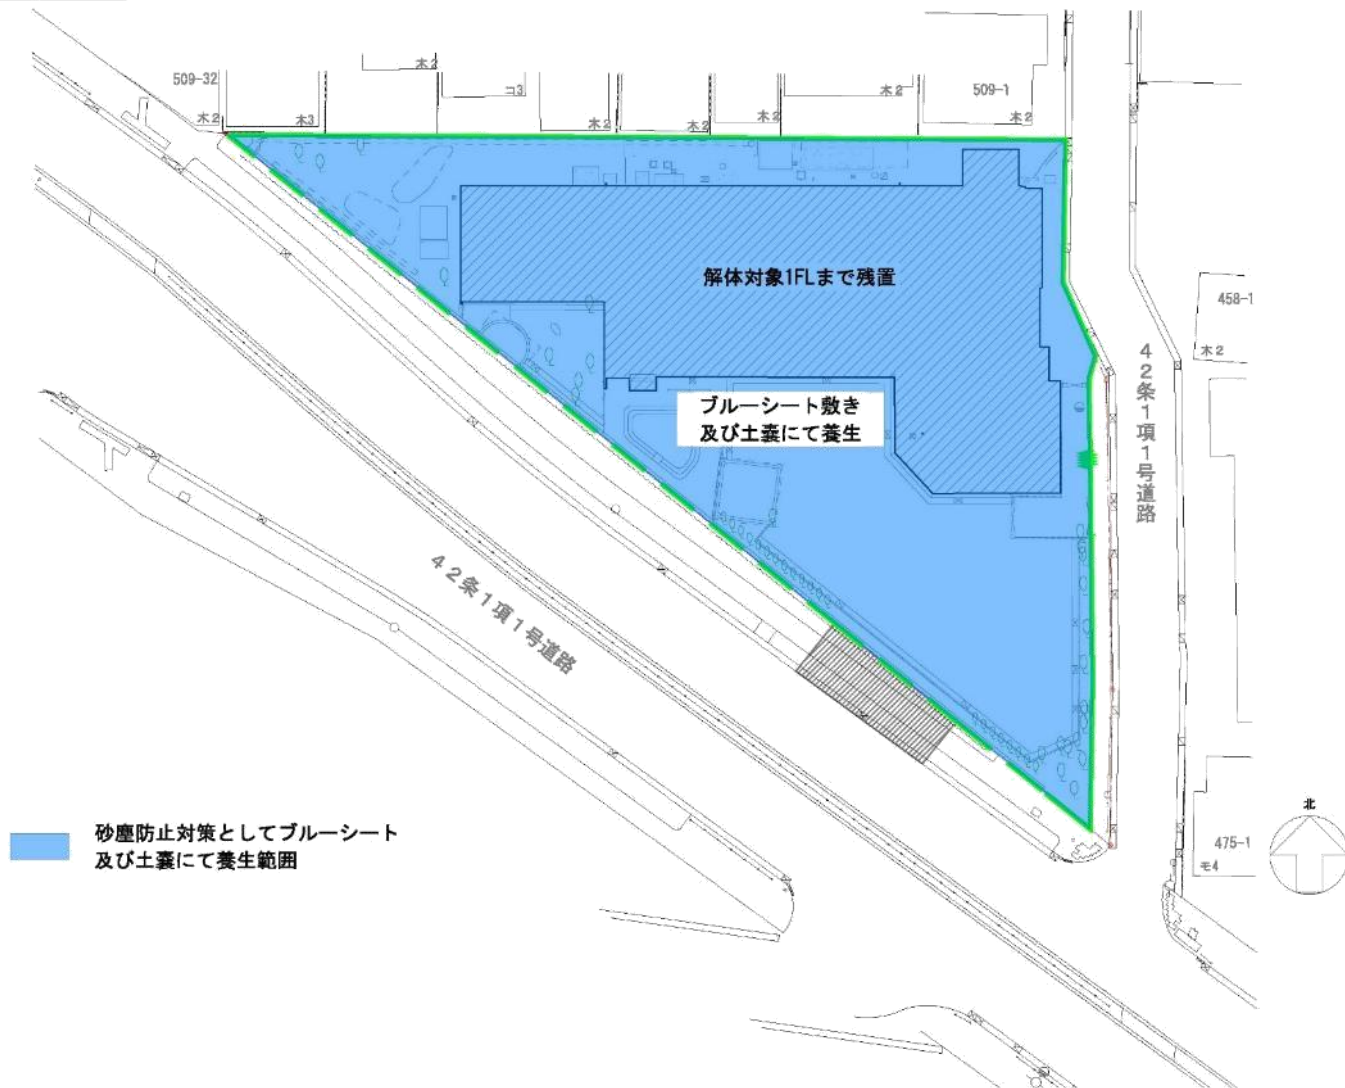 木2
509-32
コ3
木2
509-1
木2
木3
木2
木2
木2
木2
解体対象1FLまで残置
458-1
木2
ブルーシート敷き
及び土嚢にて養生
42条1項1号道路
42条1項1号道路
砂塵防止対策としてブルーシート
及び土嚢にて養生範囲
北
475-1
モ4